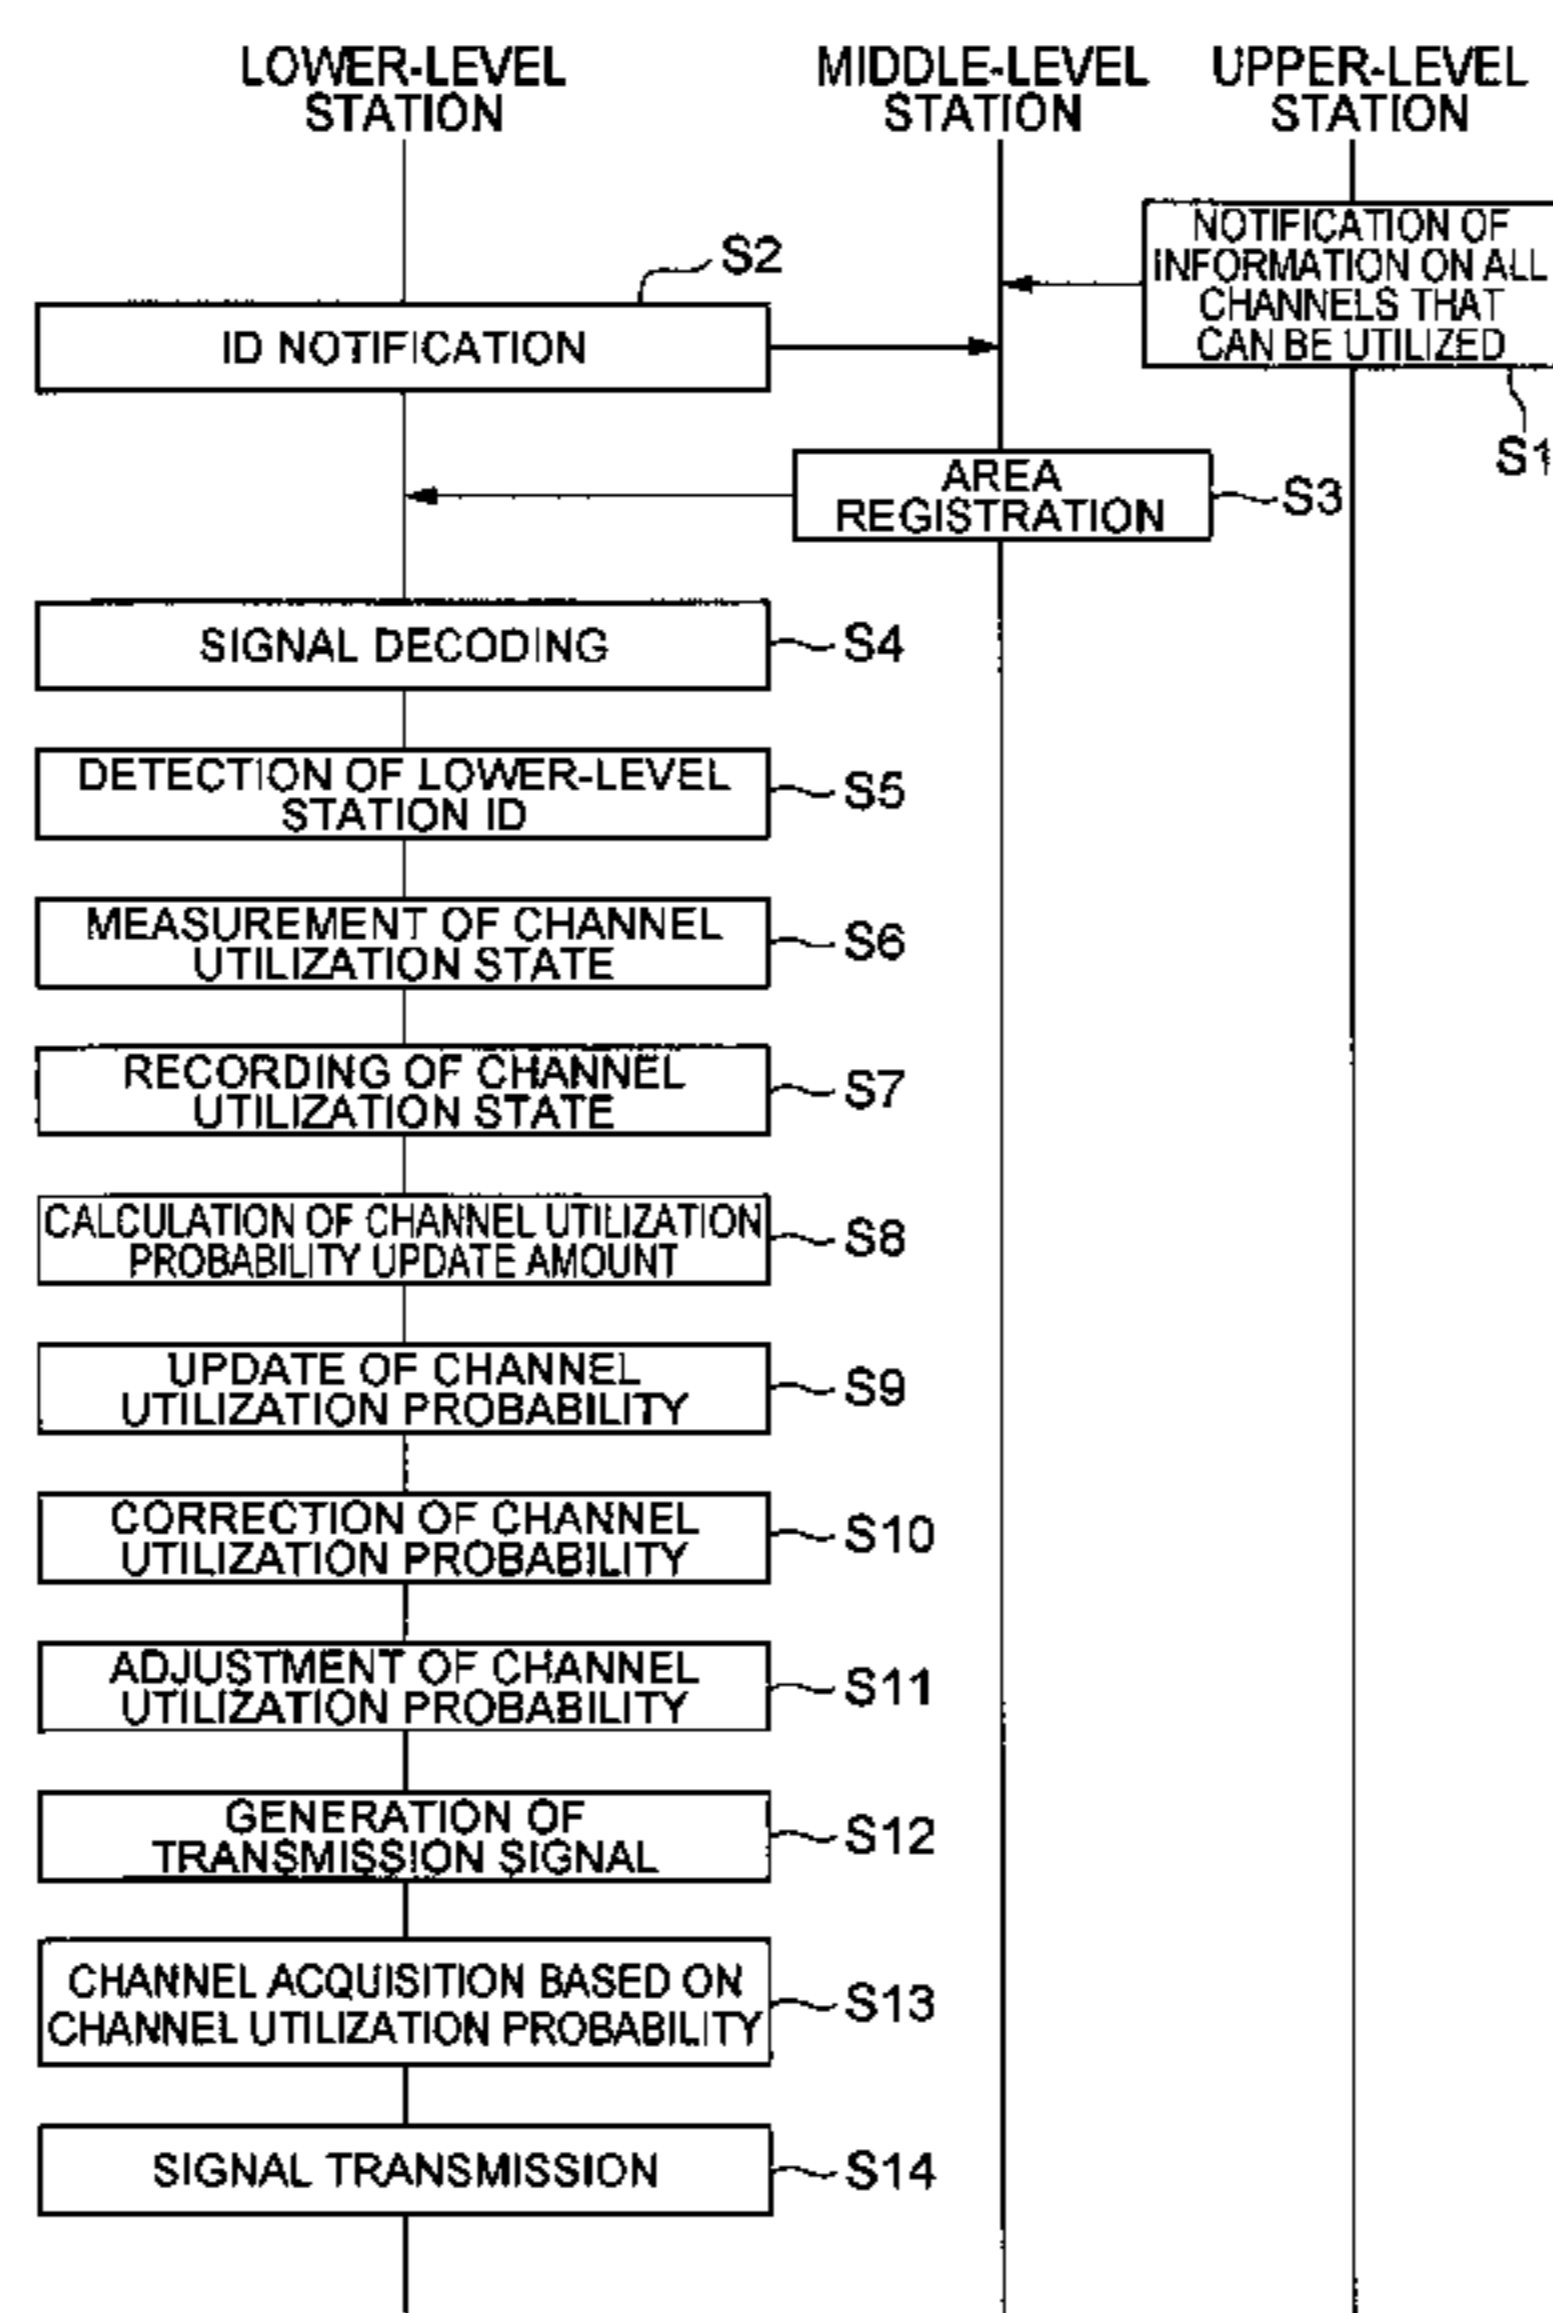 LOWER-LEVEL
STATION
MIDDLE-LEVEL
STATION
UPPER-LEVEL
STATION
NOTIFICATION OF
INFORMATION ON ALL
CHANNELS THAT
CAN BE UTILIZED
S1
S2
ID NOTIFICATION
AREA
REGISTRATION
S3
SIGNAL DECODING
S4
DETECTION OF LOWER-LEVEL
STATION ID
S5
MEASUREMENT OF CHANNEL
UTILIZATION STATE
S6
RECORDING OF CHANNEL
UTILIZATION STATE
S7
CALCULATION OF CHANNEL UTILIZATION
PROBABILITY UPDATE AMOUNT
S8
UPDATE OF CHANNEL
UTILIZATION PROBABILITY
S9
CORRECTION OF CHANNEL
UTILIZATION PROBABILITY
S10
ADJUSTMENT OF CHANNEL
UTILIZATION PROBABILITY
S11
GENERATION OF
TRANSMISSION SIGNAL
S12
CHANNEL ACQUISITION BASED ON
CHANNEL UTILIZATION PROBABILITY
S13
SIGNAL TRANSMISSION
S14